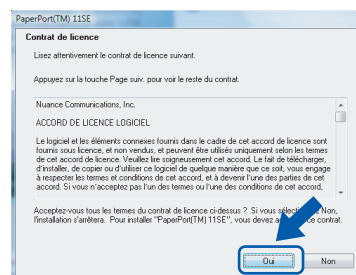 PaperPort(TM) 11SE
Contrat de licence
Lisez attentivement le contrat de licence suivant.
Appuyez sur la touche Page suiv. pour voir le reste du contrat.
Nuance Communications, Inc.
ACCORD DE LICENCE LOGICIEL
Le logiciel et les éléments connexes fournis dans le cadre de cet accord de licence sont
fournis sous licence, et non vendus, et peuvent être utilisés uniquement selon les termes
de cet accord de licence. Veuillez lire soigneusement cet accord. Le fait de télécharger,
d'installer, de copier ou d'utiliser ce logiciel de quelque manière que ce soit, vous engage
à respecter les termes et conditions de cet accord, et à devenir l'une des parties de cet
accord. Si vous n'acceptez pas l'un des termes ou l'une des conditions de cet accord,
Acceptez-vous tous les termes du contrat de licence ci-dessus ? Si vous Non,
l'installation s'arrêtera. Pour installer "PaperPort(TM) 11SE", vous devez contrat.
Oui
Non